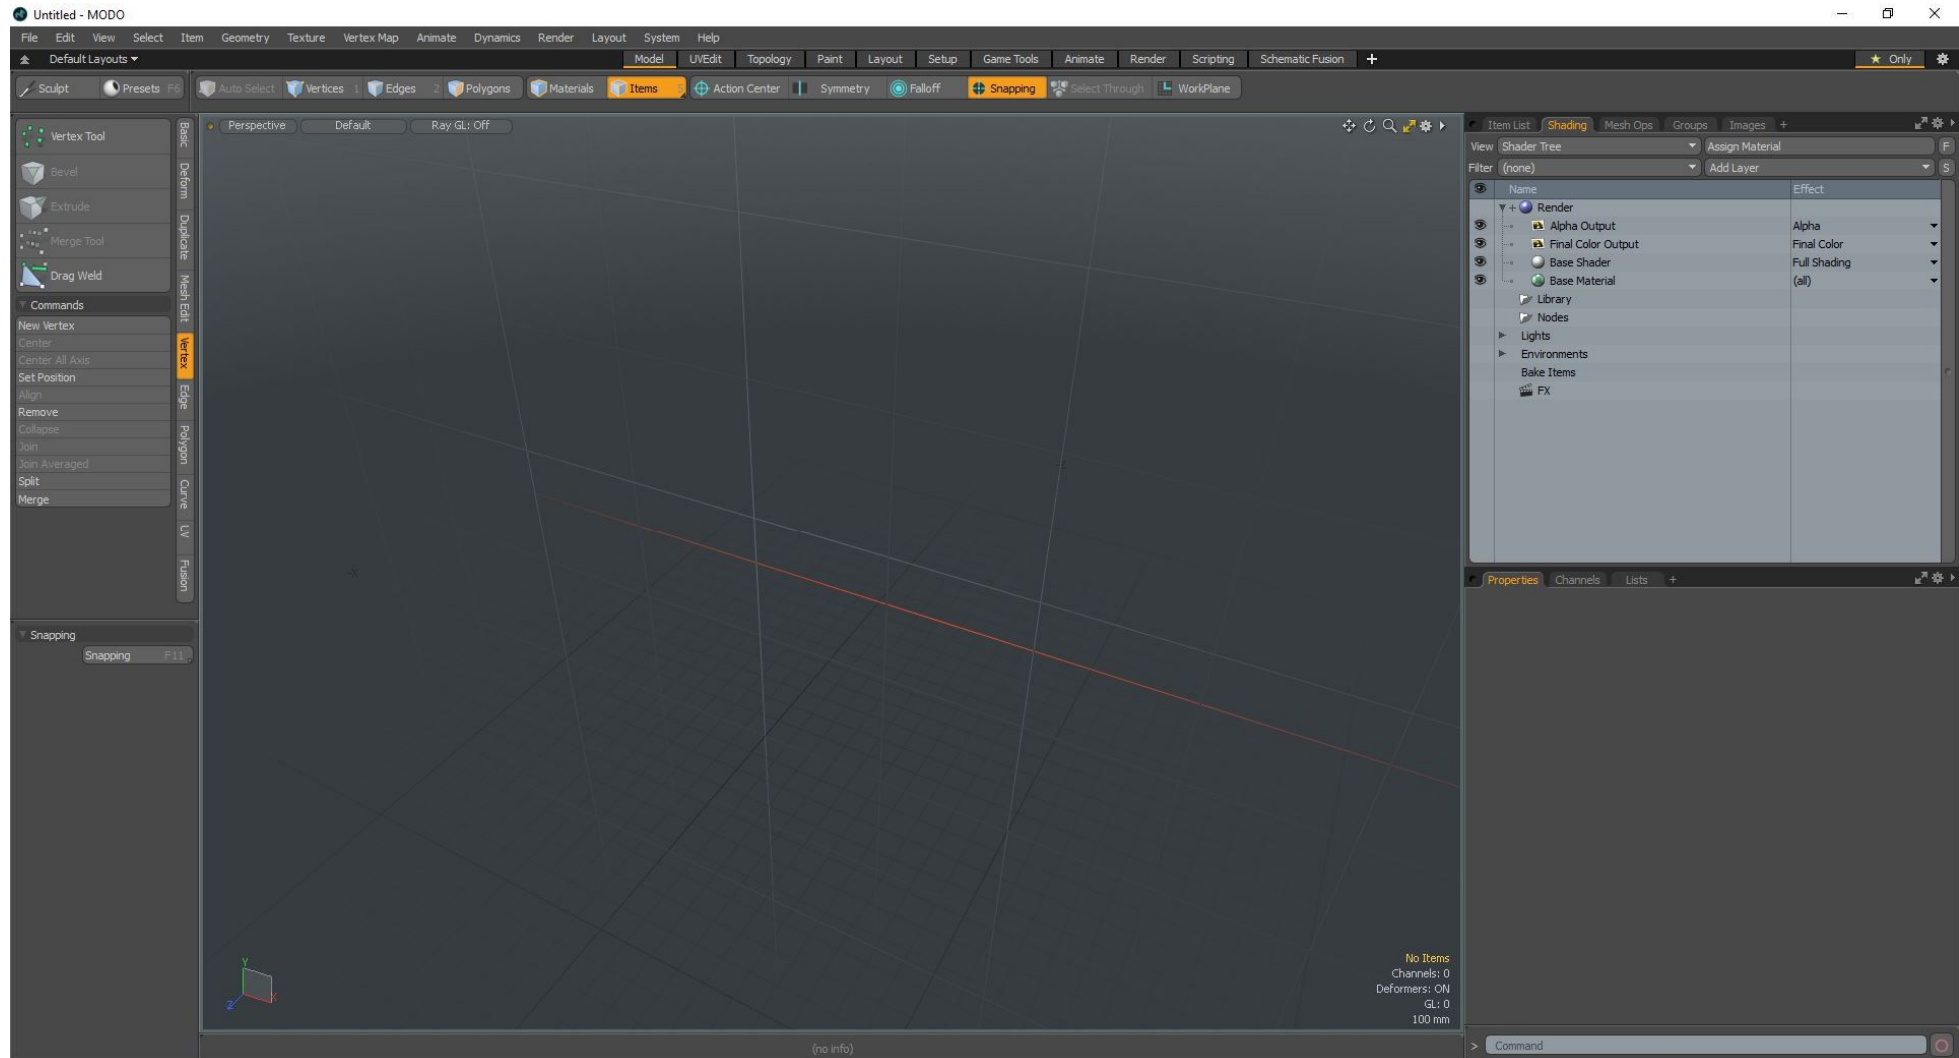 Untitled - MODO
File Edit View Select Item Geometry Texture Vertex Map Animate Dynamics Render Layout System Help
Default Layouts Model UVEdit Topology Paint Layout Setup Game Tools Animate Render Scripting Schematic Fusion + Only
Sculpt Presets F6 Auto Select Vertices 1 Edges 2 Polygons Materials Items 5 Action Center Symmetry Falloff Snapping Select Through WorkPlane
Vertex Tool
Bevel
Extrude
Merge Tool
Drag Weld
Commands
New Vertex
Center
Center All Axis
Set Position
Align
Remove
Collapse
Join
Join Averaged
Split
Merge
Basic
Deform
Duplicate
Mesh Edit
Vertex
Edge
Polygon
Curve
UV
Fusion
Snapping
Snapping F11
Perspective Default Ray GL: Off
-X
Y
Z X
No Items
Channels: 0
Deformers: ON
GL: 0
100 mm
(no info)
Item List Shading Mesh Ops Groups Images +
View Shader Tree Assign Material F
Filter (none) Add Layer S
Name Effect
Render
Alpha Output Alpha
Final Color Output Final Color
Base Shader Full Shading
Base Material (all)
Library
Nodes
Lights
Environments
Bake Items
FX
Properties Channels Lists +
> Command